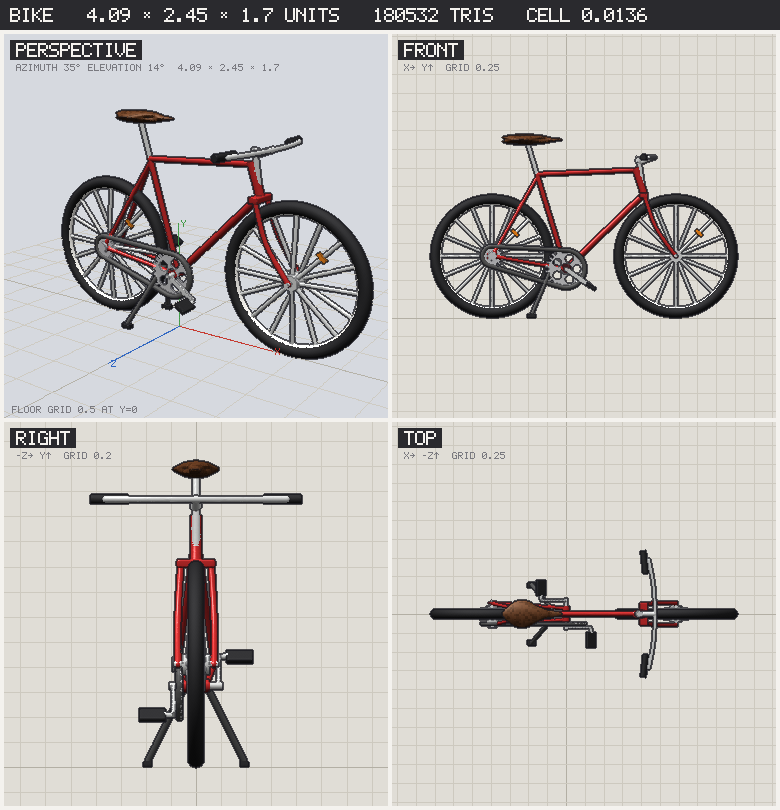 BIKE 4.09 × 2.45 × 1.7 UNITS 180532 TRIS CELL 0.0136
PERSPECTIVE
AZIMUTH 35° ELEVATION 14° 4.09 × 2.45 × 1.7
Y
X
Z
FLOOR GRID 0.5 AT Y=0
FRONT
X→ Y↑ GRID 0.25
RIGHT
-Z→ Y↑ GRID 0.2
TOP
X→ -Z↑ GRID 0.25